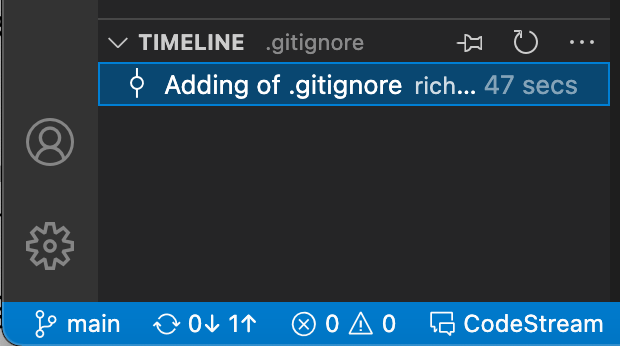 TIMELINE .gitignore
Adding of .gitignore rich... 47 secs
main 0↓ 1↑ 0 0 CodeStream